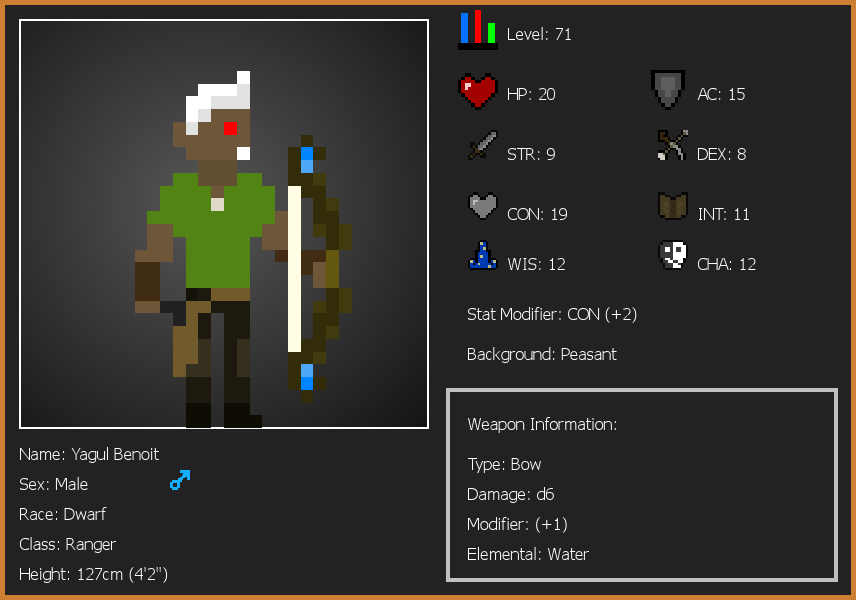 Level: 71
HP: 20
AC: 15
STR: 9
DEX: 8
CON: 19
INT: 11
WIS: 12
CHA: 12
Stat Modifier: CON (+2)
Background: Peasant
Weapon Information:
Type: Bow
Damage: d6
Modifier: (+1)
Elemental: Water
Name: Yagul Benoit
Sex: Male
Race: Dwarf
Class: Ranger
Height: 127cm (4'2")